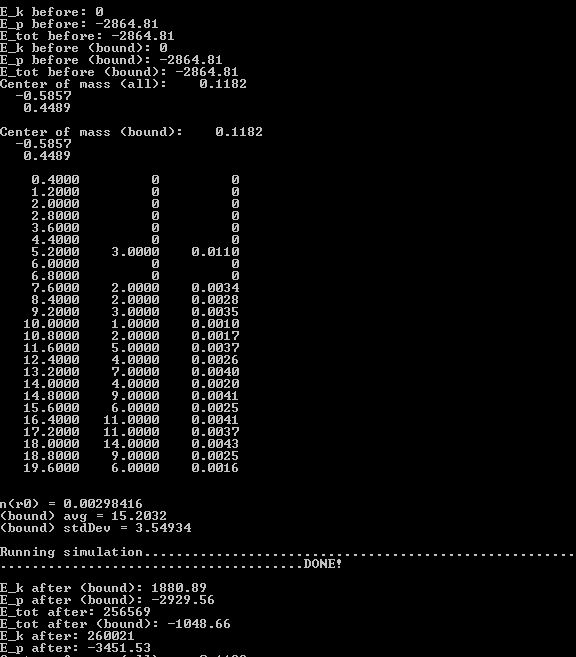 E_k before: 0
E_p before: -2864.81
E_tot before: -2864.81
E_k before (bound): 0
E_p before (bound): -2864.81
E_tot before (bound): -2864.81
Center of mass (all): 0.1182
-0.5857
0.4489
Center of mass (bound): 0.1182
-0.5857
0.4489
0.4000 0 0
1.2000 0 0
2.0000 0 0
2.8000 0 0
3.6000 0 0
4.4000 0 0
5.2000 3.0000 0.0110
6.0000 0 0
6.8000 0 0
7.6000 2.0000 0.0034
8.4000 2.0000 0.0028
9.2000 3.0000 0.0035
10.0000 1.0000 0.0010
10.8000 2.0000 0.0017
11.6000 5.0000 0.0037
12.4000 4.0000 0.0026
13.2000 7.0000 0.0040
14.0000 4.0000 0.0020
14.8000 9.0000 0.0041
15.6000 6.0000 0.0025
16.4000 11.0000 0.0041
17.2000 11.0000 0.0037
18.0000 14.0000 0.0043
18.8000 9.0000 0.0025
19.6000 6.0000 0.0016
n(r0) = 0.00298416
(bound) avg = 15.2032
(bound) stdDev = 3.54934
Running simulation......................................................
......................................DONE!
E_k after (bound): 1880.89
E_p after (bound): -2929.56
E_tot after: 256569
E_tot after (bound): -1048.66
E_k after: 260021
E_p after: -3451.53